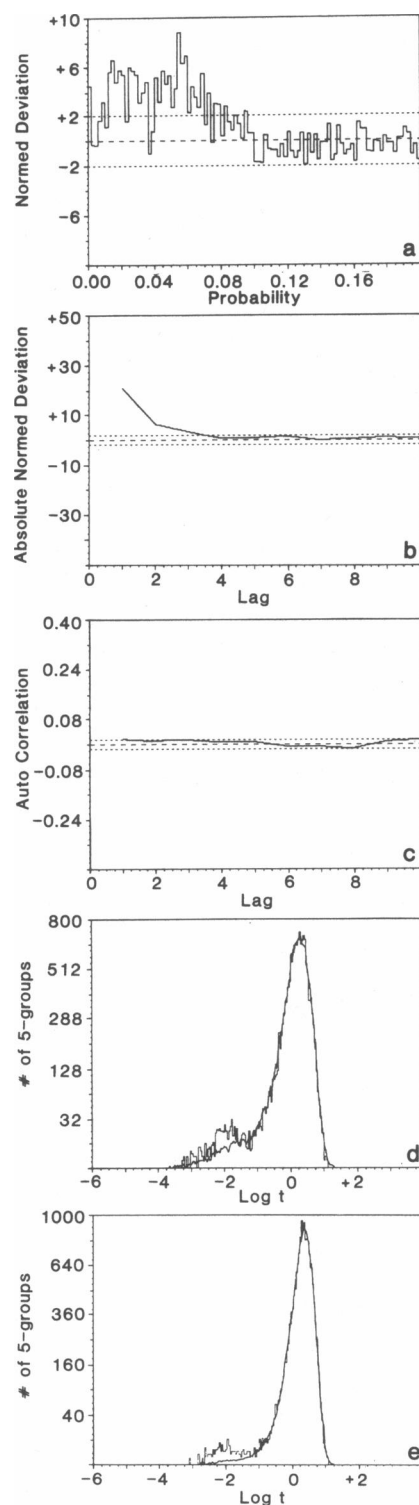 +10
+6
+2
-2
-6
Normed Deviation
a
0.00 0.04 0.08 0.12 0.16
Probability
+50
+30
+10
-10
-30
Absolute Normed Deviation
b
0 2 4 6 8
Lag
0.40
0.24
0.08
-0.08
-0.24
Auto Correlation
c
0 2 4 6 8
Lag
800
512
288
128
32
# of 5-groups
d
-6 -4 -2 0 +2
Log t
1000
640
360
160
40
# of 5-groups
e
-6 -4 -2 0 +2
Log t